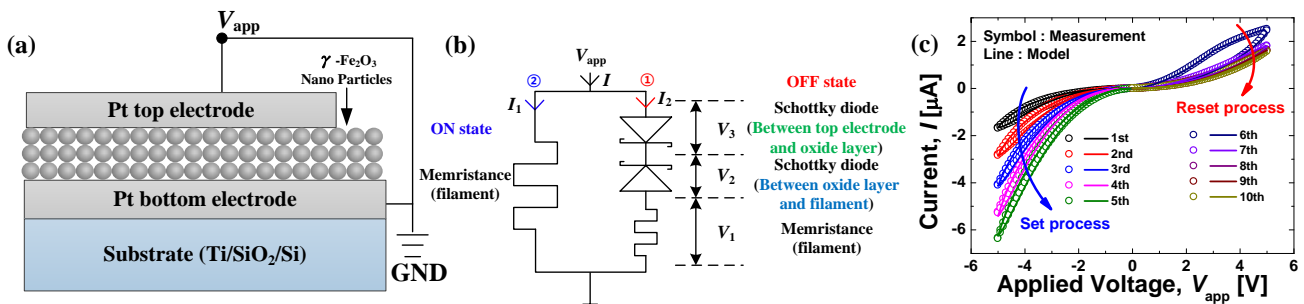 (a)
V_app
γ -Fe₂O₃
Nano Particles
Pt top electrode
Pt bottom electrode
Substrate (Ti/SiO₂/Si)
GND
(b)
V_app
I
②
①
I₁
I₂
ON state
Memristance
(filament)
V₃
V₂
V₁
OFF state
Schottky diode
(Between top electrode
and oxide layer)
Schottky diode
(Between oxide layer
and filament)
Memristance
(filament)
(c)
Current, I [μA]
2
0
-2
-4
-6
Symbol : Measurement
Line : Model
Reset process
Set process
1st
2nd
3rd
4th
5th
6th
7th
8th
9th
10th
-6 -4 -2 0 2 4 6
Applied Voltage, V_app [V]